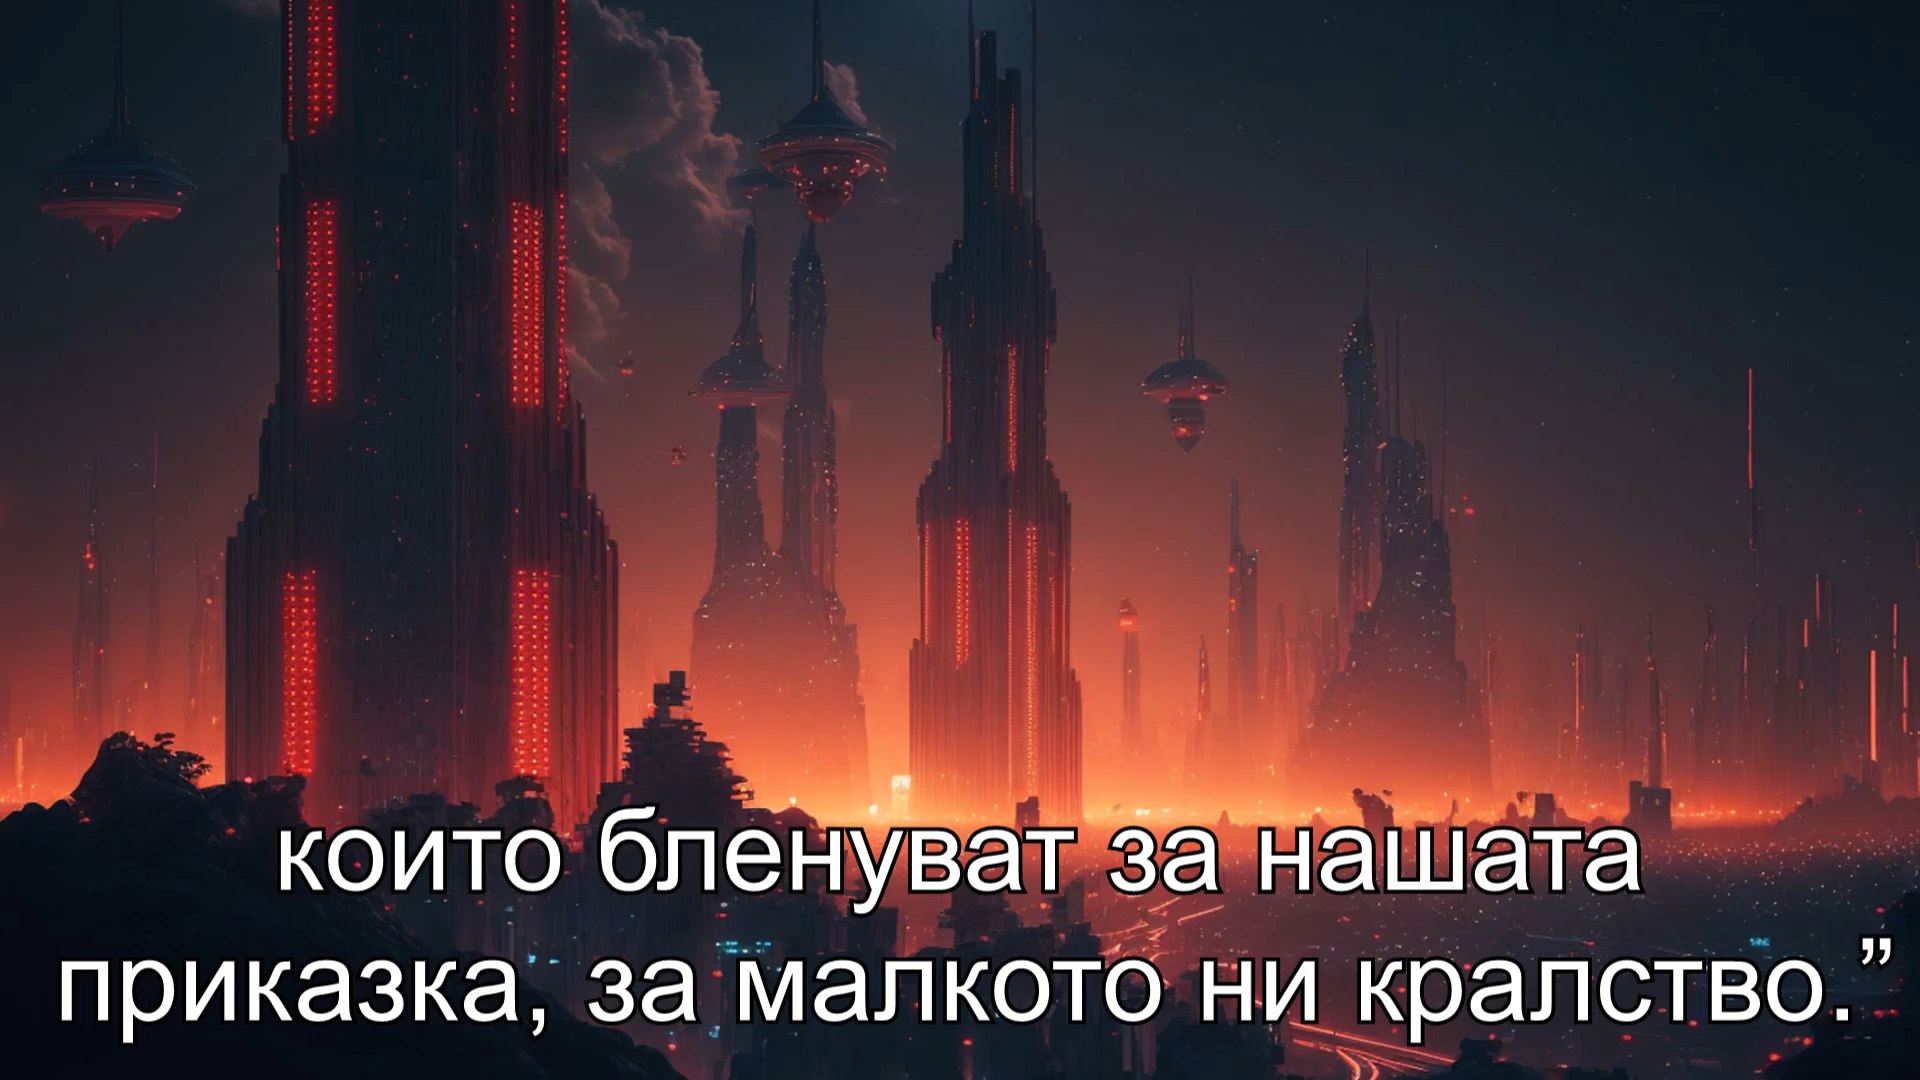 които бленуват за нашата
приказка, за малкото ни кралство.”